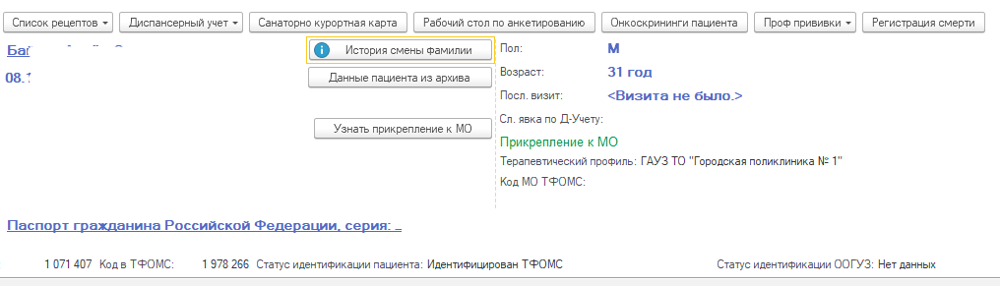 Список рецептов Диспансерный учет Санаторно курортная карта Рабочий стол по анкетированию Онкоскрининги пациента Проф прививки Регистрация смерти
История смены фамилии
Пол: М
08.
Данные пациента из архива
Возраст: 31 год
Посл. визит: <Визита не было.>
Сл. явка по Д-Учету:
Узнать прикрепление к МО
Прикрепление к МО
Терапевтический профиль: ГАУЗ ТО "Городская поликлиника № 1"
Код МО ТФОМС:
Паспорт гражданина Российской Федерации, серия:
1 071 407 Код в ТФОМС: 1 978 266 Статус идентификации пациента: Идентифицирован ТФОМС Статус идентификации ООГУЗ: Нет данных